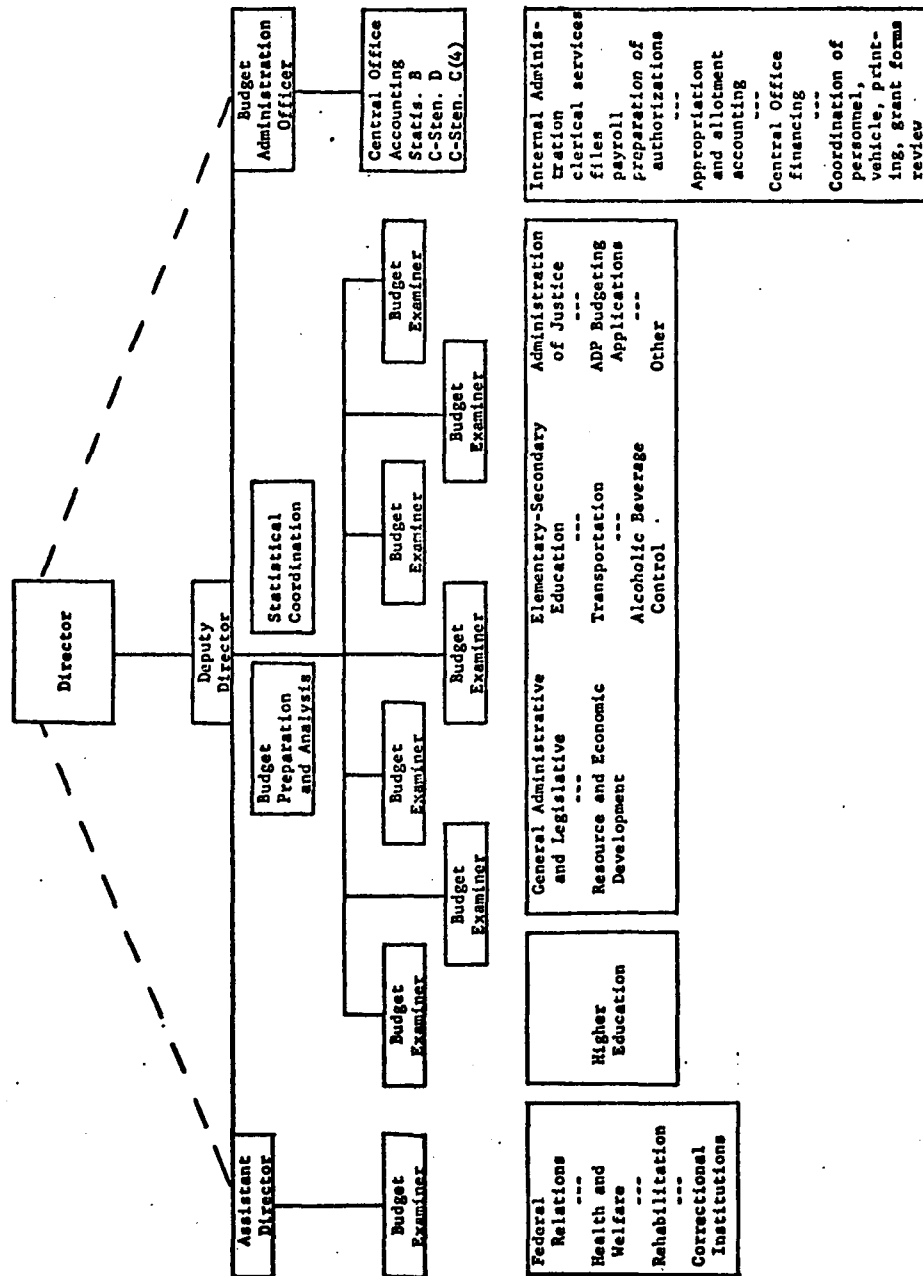 Director
Deputy
Director
Assistant
Director
Budget
Preparation
and Analysis
Statistical
Coordination
Budget
Administration
Officer
Budget
Examiner
Budget
Examiner
Budget
Examiner
Budget
Examiner
Budget
Examiner
Budget
Examiner
Budget
Examiner
Budget
Examiner
Central Office
Accounting
Statis. B
C-Sten. D
C-Sten. C(4)
Federal
Relations
---
Health and
Welfare
---
Rehabilitation
---
Correctional
Institutions
Higher
Education
General Administrative
and Legislative
---
Resource and Economic
Development
Elementary-Secondary
Education
---
Transportation
---
Alcoholic Beverage
Control
Administration
of Justice
---
ADP Budgeting
Applications
---
Other
Internal Adminis-
tration
clerical services
files
payroll
preparation of
authorizations
---
Appropriation
and allotment
accounting
---
Central Office
financing
---
Coordination of
personnel,
vehicle, print-
ing, grant forms
review